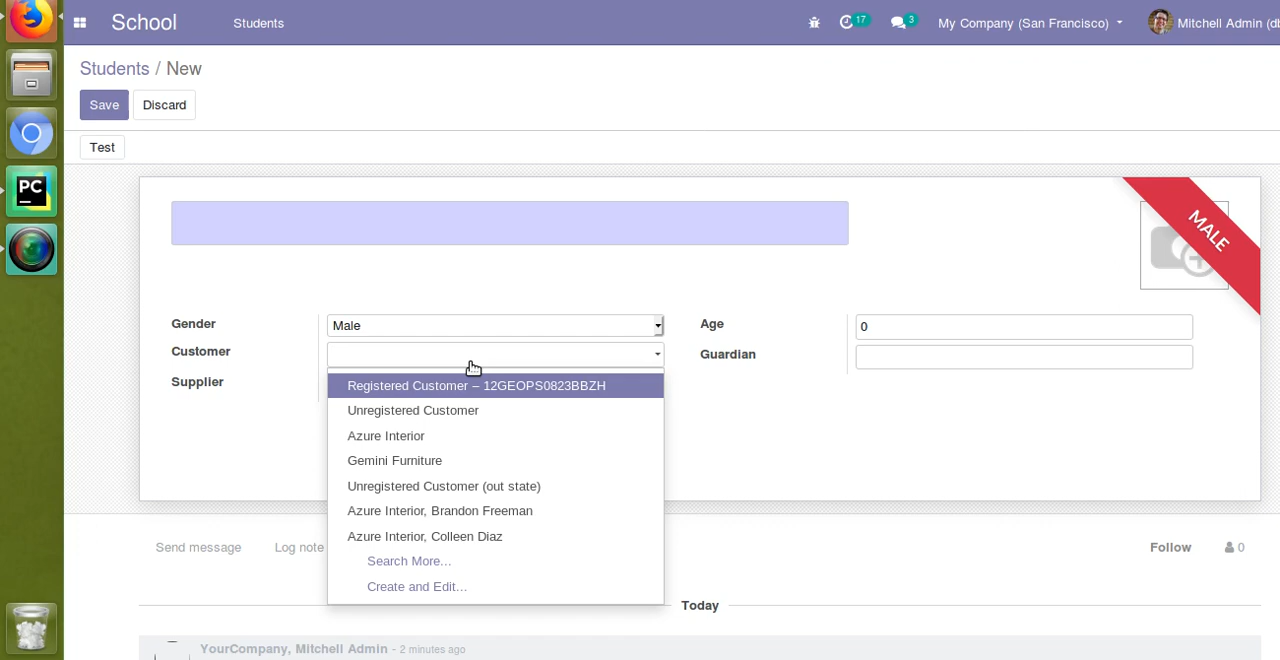 School Students 17 3 My Company (San Francisco) Mitchell Admin (db
Students / New
Save Discard
Test
MALE
Gender Male Age 0
Customer Guardian
Supplier
Registered Customer – 12GEOPS0823BBZH
Unregistered Customer
Azure Interior
Gemini Furniture
Unregistered Customer (out state)
Azure Interior, Brandon Freeman
Azure Interior, Colleen Diaz
Search More...
Create and Edit...
Send message Log note Follow 0
Today
YourCompany, Mitchell Admin - 2 minutes ago
PC